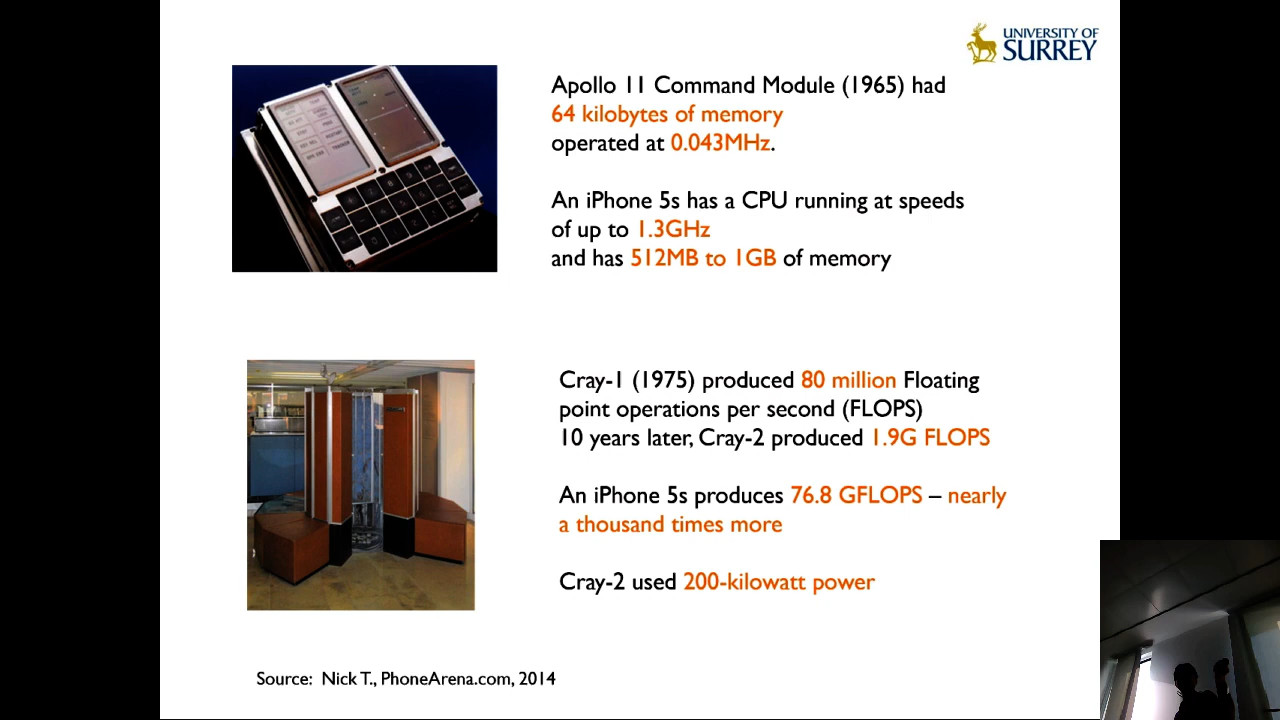 UNIVERSITY OF
SURREY
Apollo 11 Command Module (1965) had
64 kilobytes of memory
operated at 0.043MHz.
An iPhone 5s has a CPU running at speeds
of up to 1.3GHz
and has 512MB to 1GB of memory
Cray-1 (1975) produced 80 million Floating
point operations per second (FLOPS)
10 years later, Cray-2 produced 1.9G FLOPS
An iPhone 5s produces 76.8 GFLOPS – nearly
a thousand times more
Cray-2 used 200-kilowatt power
Source: Nick T., PhoneArena.com, 2014